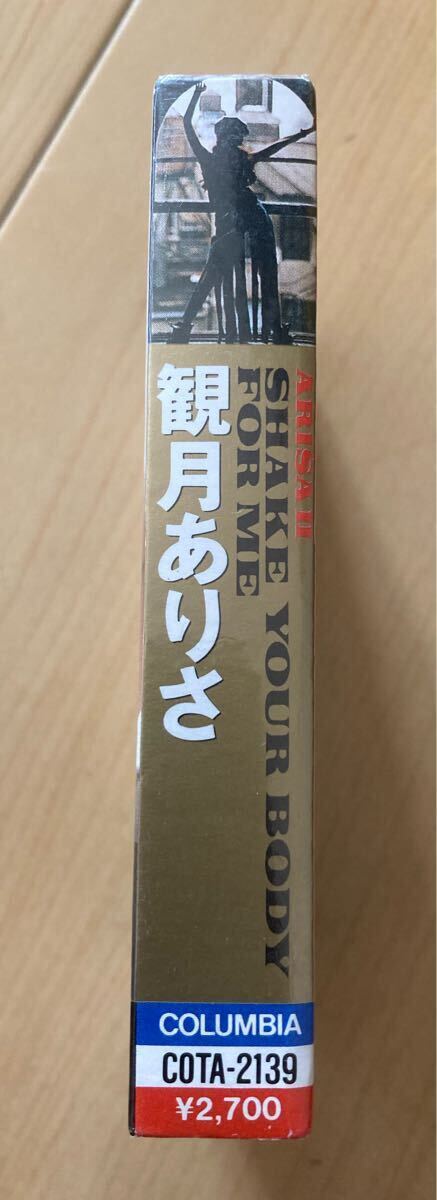 ARISA II
SHAKE YOUR BODY
FOR ME
観月ありさ
COLUMBIA
COTA-2139
¥2,700